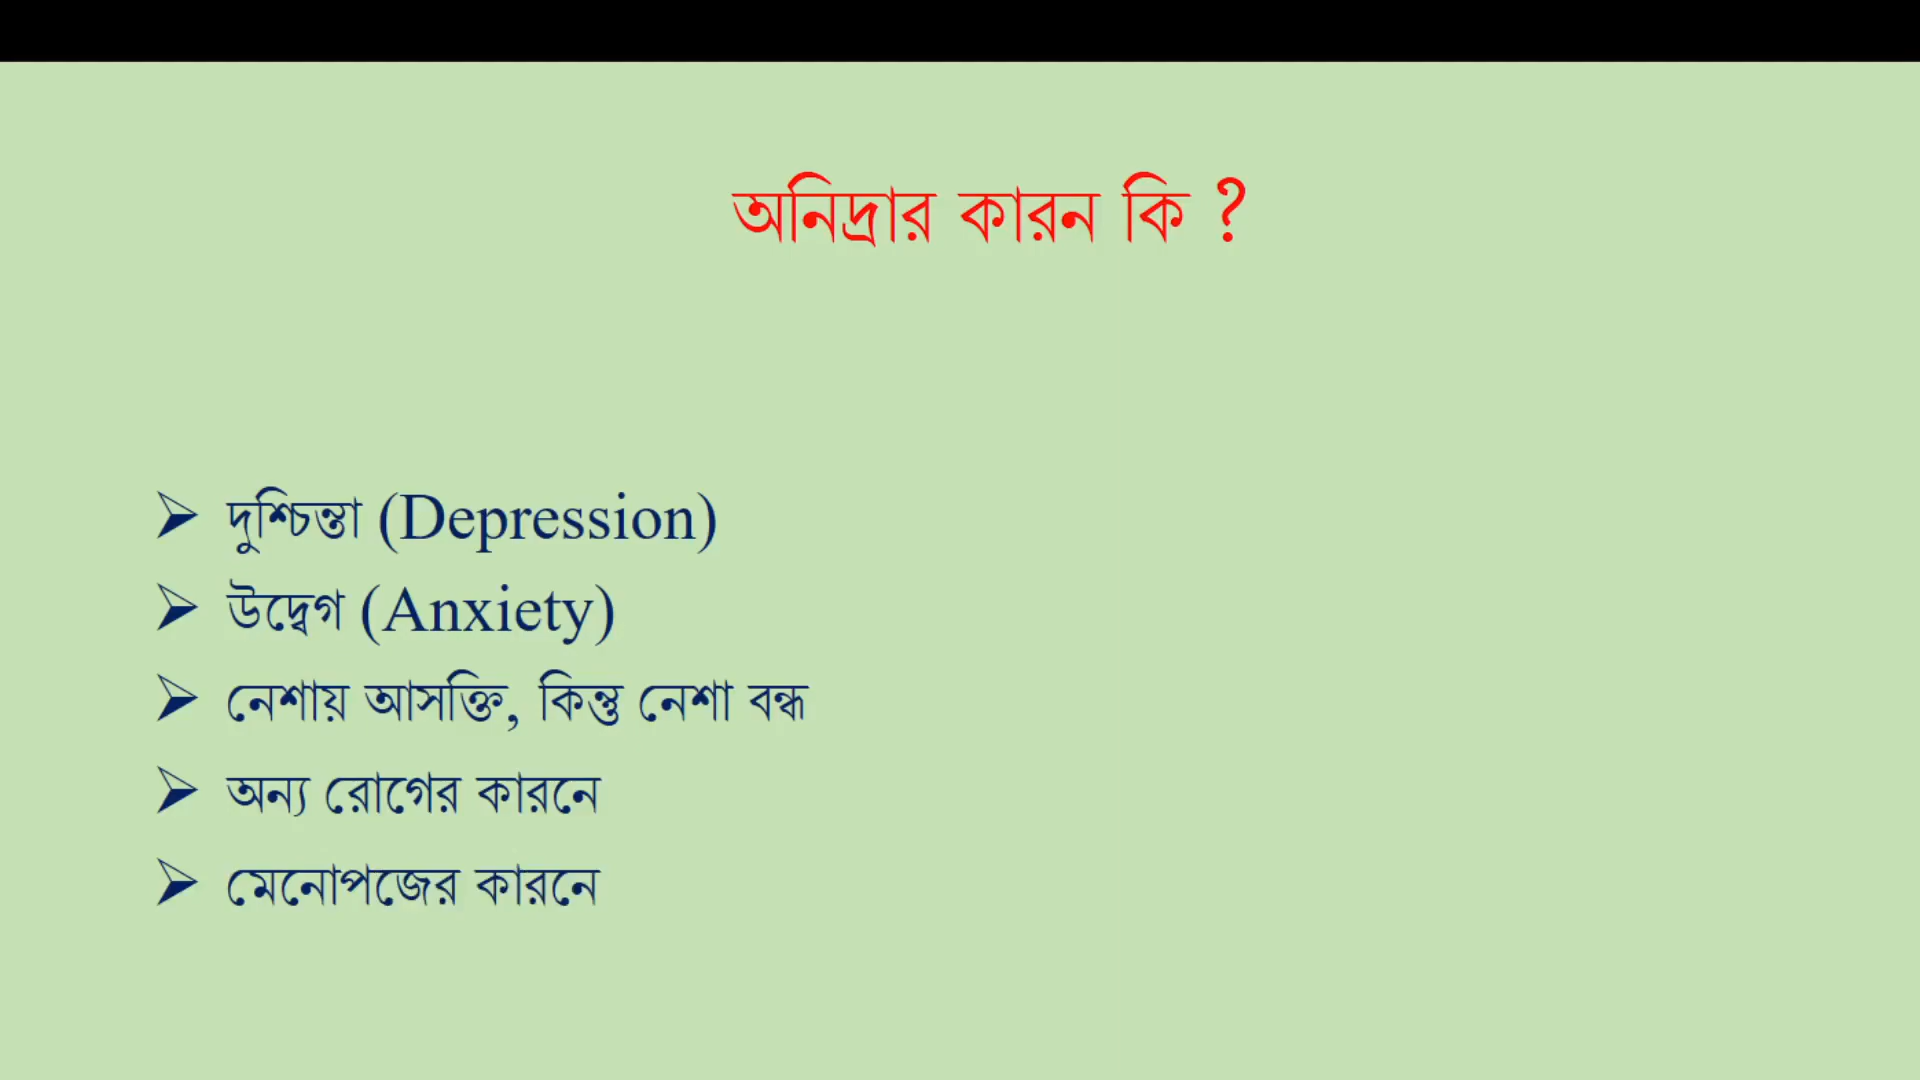 অনিদ্রার কারন কি ?
➢ দুশ্চিন্তা (Depression)
➢ উদ্বেগ (Anxiety)
➢ নেশায় আসক্তি, কিন্তু নেশা বন্ধ
➢ অন্য রোগের কারনে
➢ মেনোপজের কারনে